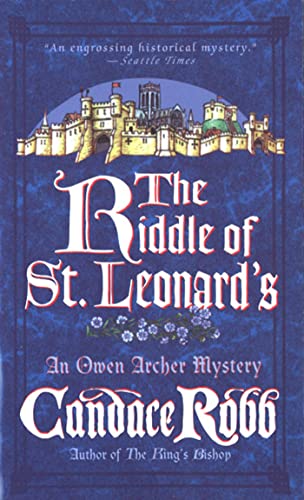 "An engrossing historical mystery."
—Seattle Times
The
Riddle of
St. Leonard's
An Owen Archer Mystery
Candace Robb
Author of The King's Bishop